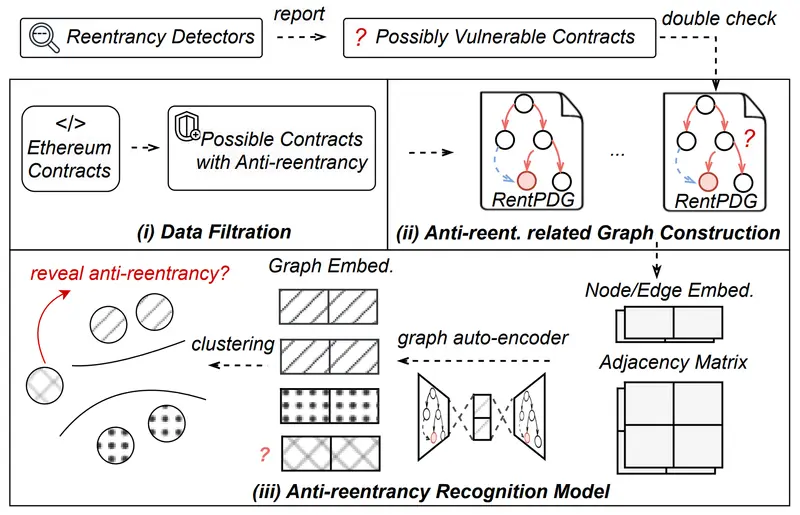 Reentrancy Detectors
report
? Possibly Vulnerable Contracts
double check
</>
Ethereum
Contracts
Possible Contracts
with Anti-reentrancy
(i) Data Filtration
RentPDG
...
?
RentPDG
(ii) Anti-reent. related Graph Construction
reveal anti-reentrancy?
clustering
Graph Embed.
?
graph auto-encoder
Node/Edge Embed.
Adjacency Matrix
(iii) Anti-reentrancy Recognition Model